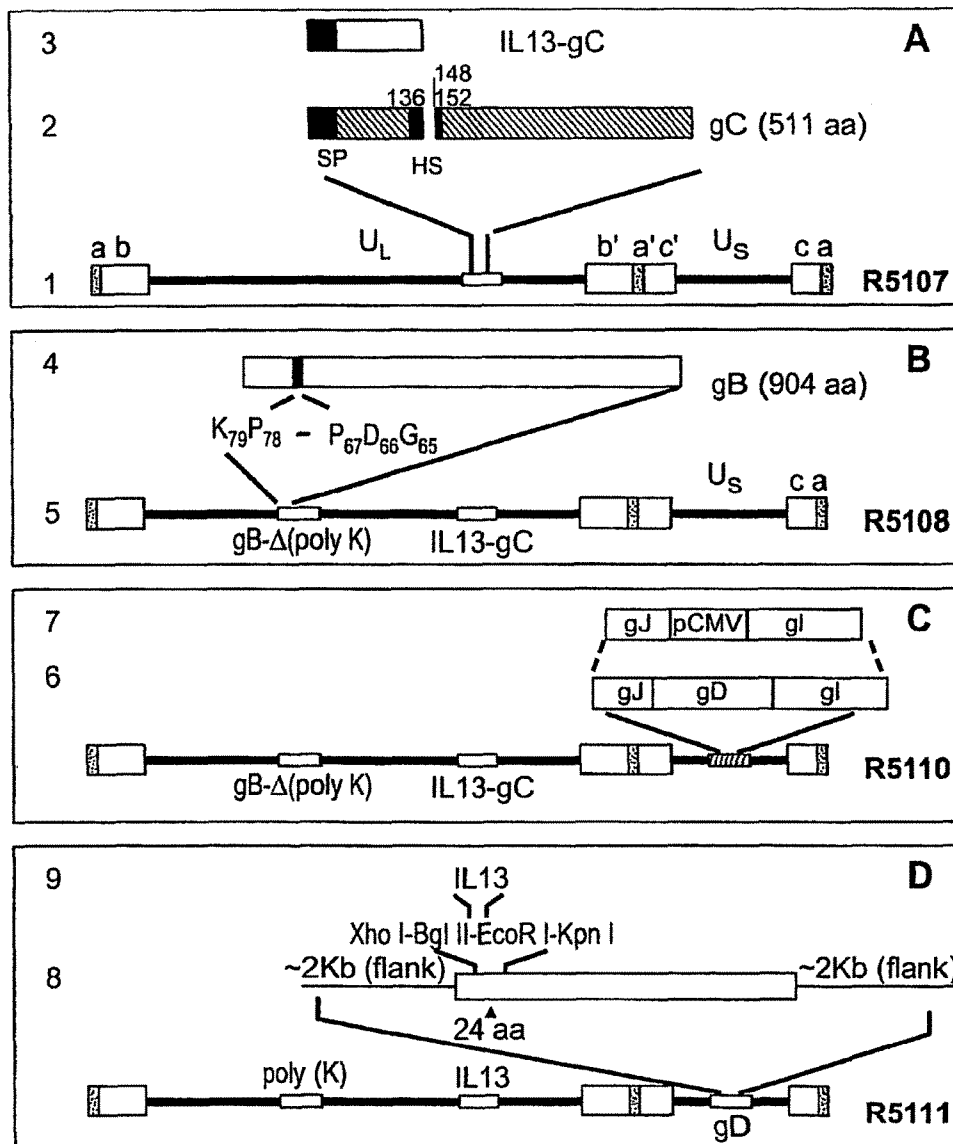 3 IL13-gC A
148
136 152
2 gC (511 aa)
SP HS
a b U_L b' a' c' U_S c a
1 R5107
4 gB (904 aa) B
K₇₉P₇₈ – P₆₇D₆₆G₆₅
U_S c a
5 R5108
gB-Δ(poly K) IL13-gC
7 gJ pCMV gI C
6 gJ gD gI
R5110
gB-Δ(poly K) IL13-gC
9 IL13 D
Xho I-Bgl II-EcoR I-Kpn I
~2Kb (flank) ~2Kb (flank)
8
24 aa
poly (K) IL13
R5111
gD